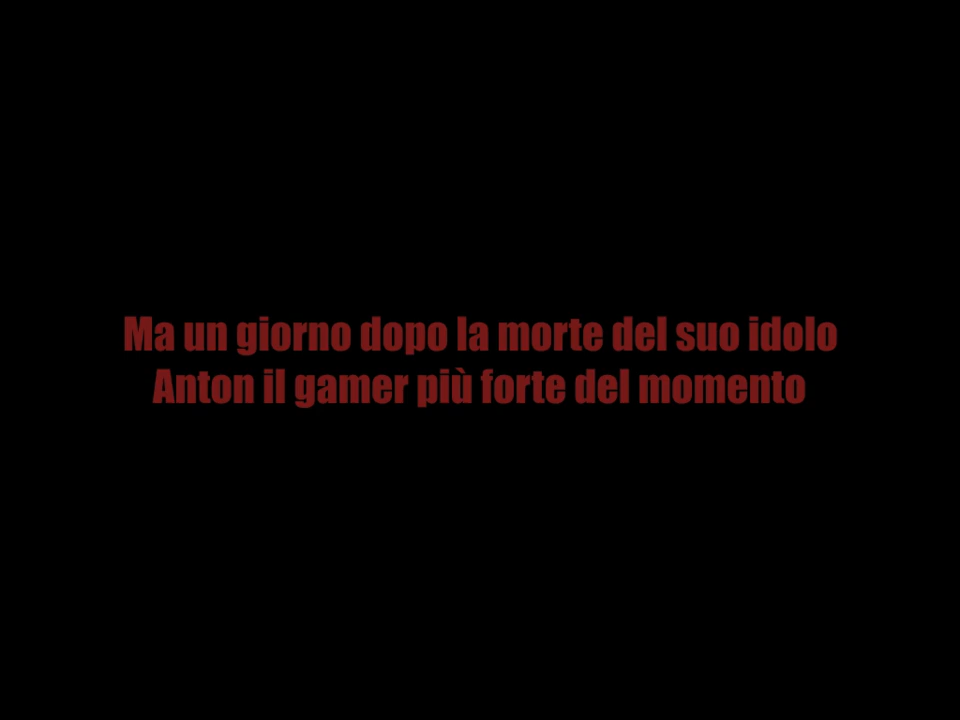 Ma un giorno dopo la morte del suo idolo
Anton il gamer più forte del momento